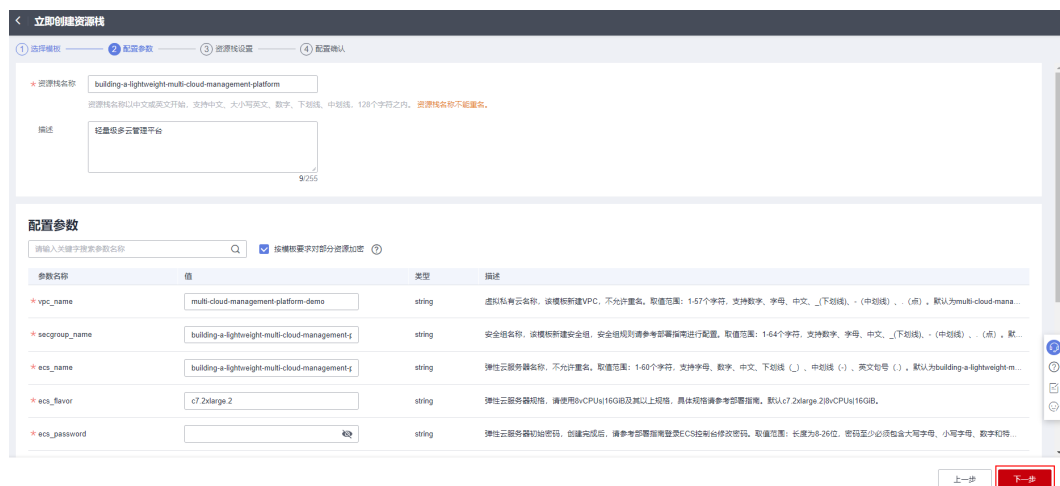 立即创建资源栈
1 选择模板 2 配置参数 3 资源栈设置 4 配置确认
* 资源栈名称 building-a-lightweight-multi-cloud-management-platform
资源栈名称以中文或英文开始，支持中文、大小写英文、数字、下划线、中划线，128个字符之内。 资源栈名称不能重名。
描述 轻量级多云管理平台
9/255
配置参数
请输入关键字搜索参数名称 按模板要求对部分资源加密 ?
参数名称 值 类型 描述
* vpc_name multi-cloud-management-platform-demo string 虚拟私有云名称，该模板新建VPC，不允许重名。取值范围：1-57个字符，支持数字、字母、中文、_(下划线)、-（中划线）、.（点）。默认为multi-cloud-mana...
* secgroup_name building-a-lightweight-multi-cloud-management-p string 安全组名称，该模板新建安全组，安全组规则请参考部署指南进行配置。取值范围：1-64个字符，支持数字、字母、中文、_(下划线)、-（中划线）、.（点）。默...
* ecs_name building-a-lightweight-multi-cloud-management-p string 弹性云服务器名称，不允许重名。取值范围：1-60个字符，支持字母、数字、中文、下划线（_）、中划线（-）、英文句号（.）。默认为building-a-lightweight-m...
* ecs_flavor c7.2xlarge.2 string 弹性云服务器规格，请使用8vCPUs|16GiB及其以上规格，具体规格请参考部署指南。默认c7.2xlarge.2|8vCPUs|16GiB。
* ecs_password string 弹性云服务器初始密码，创建完成后，请参考部署指南登录ECS控制台修改密码。取值范围：长度为8-26位，密码至少必须包含大写字母、小写字母、数字和特...
上一步 下一步